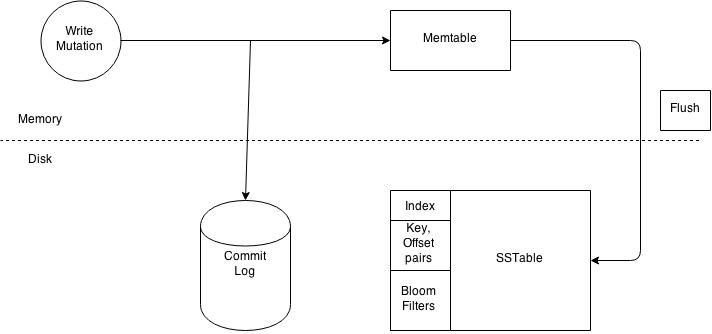 Write
Mutation
Memtable
Flush
Memory
Disk
Index
Key,
Offset
pairs
SSTable
Commit
Log
Bloom
Filters